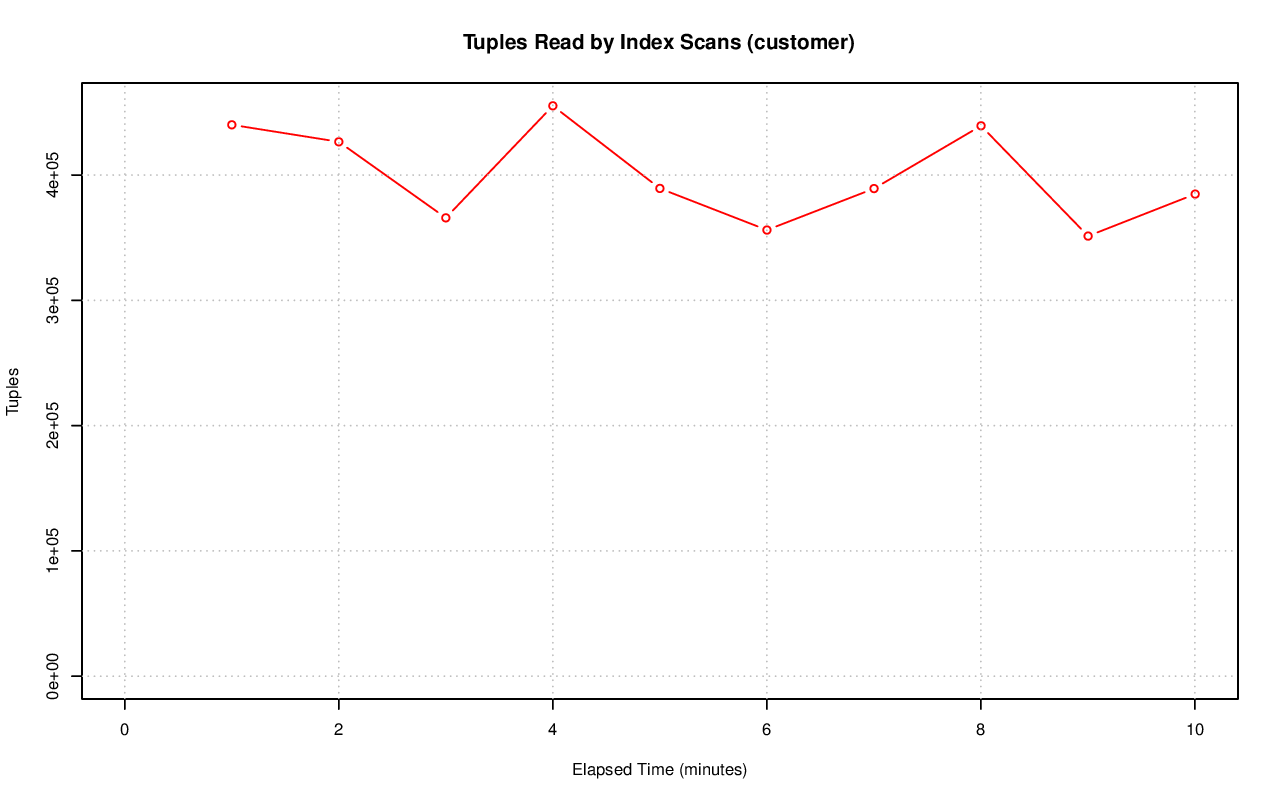 Tuples Read by Index Scans (customer)
Tuples
4e+05
3e+05
2e+05
1e+05
0e+00
0 2 4 6 8 10
Elapsed Time (minutes)